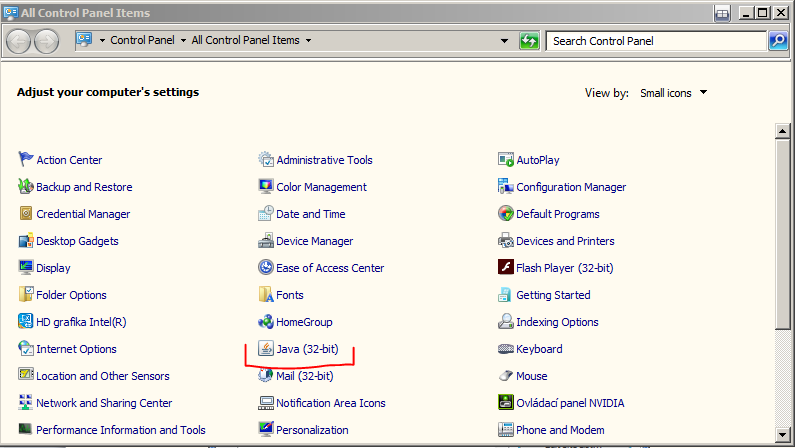 All Control Panel Items
Control Panel All Control Panel Items Search Control Panel
Adjust your computer's settings View by: Small icons
Action Center Administrative Tools AutoPlay
Backup and Restore Color Management Configuration Manager
Credential Manager Date and Time Default Programs
Desktop Gadgets Device Manager Devices and Printers
Display Ease of Access Center Flash Player (32-bit)
Folder Options Fonts Getting Started
HD grafika Intel(R) HomeGroup Indexing Options
Internet Options Java (32-bit) Keyboard
Location and Other Sensors Mail (32-bit) Mouse
Network and Sharing Center Notification Area Icons Ovládací panel NVIDIA
Performance Information and Tools Personalization Phone and Modem